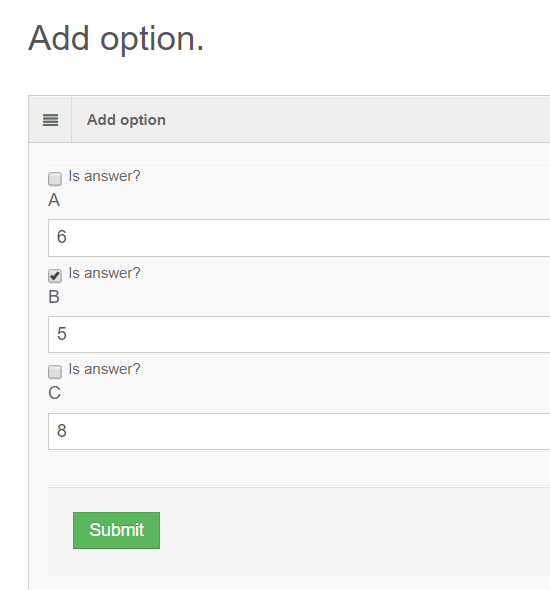 Add option.
Add option
Is answer?
A
6
Is answer?
B
5
Is answer?
C
8
Submit